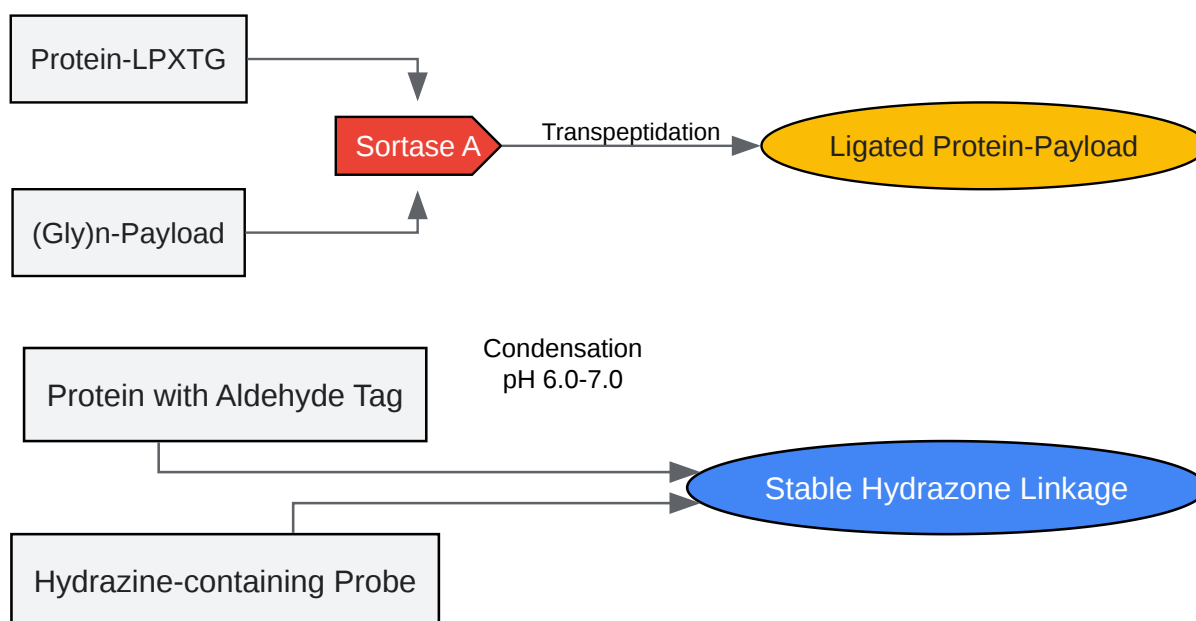 Protein-LPXTG
Sortase A
Transpeptidation
Ligated Protein-Payload
(Gly)n-Payload
Condensation
pH 6.0-7.0
Protein with Aldehyde Tag
Stable Hydrazone Linkage
Hydrazine-containing Probe